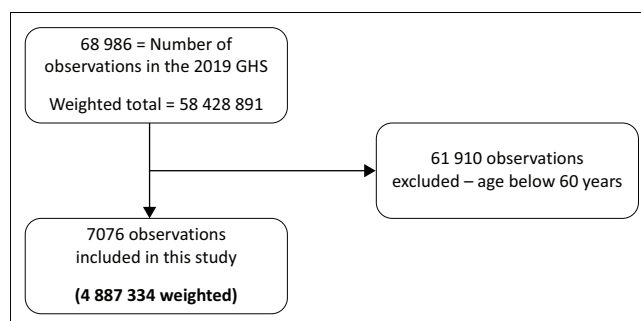 68 986 = Number of
observations in the 2019 GHS
Weighted total = 58 428 891
61 910 observations
excluded – age below 60 years
7076 observations
included in this study
(4 887 334 weighted)